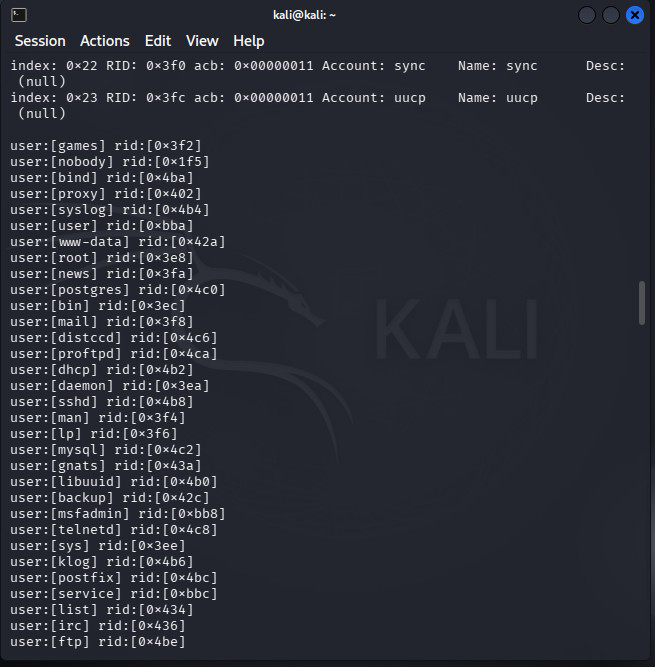 kali@kali: ~
Session Actions Edit View Help
index: 0×22 RID: 0×3f0 acb: 0×00000011 Account: sync    Name: sync      Desc:
 (null)
index: 0×23 RID: 0×3fc acb: 0×00000011 Account: uucp    Name: uucp      Desc:
 (null)
user:[games] rid:[0×3f2]
user:[nobody] rid:[0×1f5]
user:[bind] rid:[0×4ba]
user:[proxy] rid:[0×402]
user:[syslog] rid:[0×4b4]
user:[user] rid:[0×bba]
user:[www-data] rid:[0×42a]
user:[root] rid:[0×3e8]
user:[news] rid:[0×3fa]
user:[postgres] rid:[0×4c0]
user:[bin] rid:[0×3ec]
user:[mail] rid:[0×3f8]
user:[distccd] rid:[0×4c6]
user:[proftpd] rid:[0×4ca]
user:[dhcp] rid:[0×4b2]
user:[daemon] rid:[0×3ea]
user:[sshd] rid:[0×4b8]
user:[man] rid:[0×3f4]
user:[lp] rid:[0×3f6]
user:[mysql] rid:[0×4c2]
user:[gnats] rid:[0×43a]
user:[libuuid] rid:[0×4b0]
user:[backup] rid:[0×42c]
user:[msfadmin] rid:[0×bb8]
user:[telnetd] rid:[0×4c8]
user:[sys] rid:[0×3ee]
user:[klog] rid:[0×4b6]
user:[postfix] rid:[0×4bc]
user:[service] rid:[0×bbc]
user:[list] rid:[0×434]
user:[irc] rid:[0×436]
user:[ftp] rid:[0×4be]
KALI